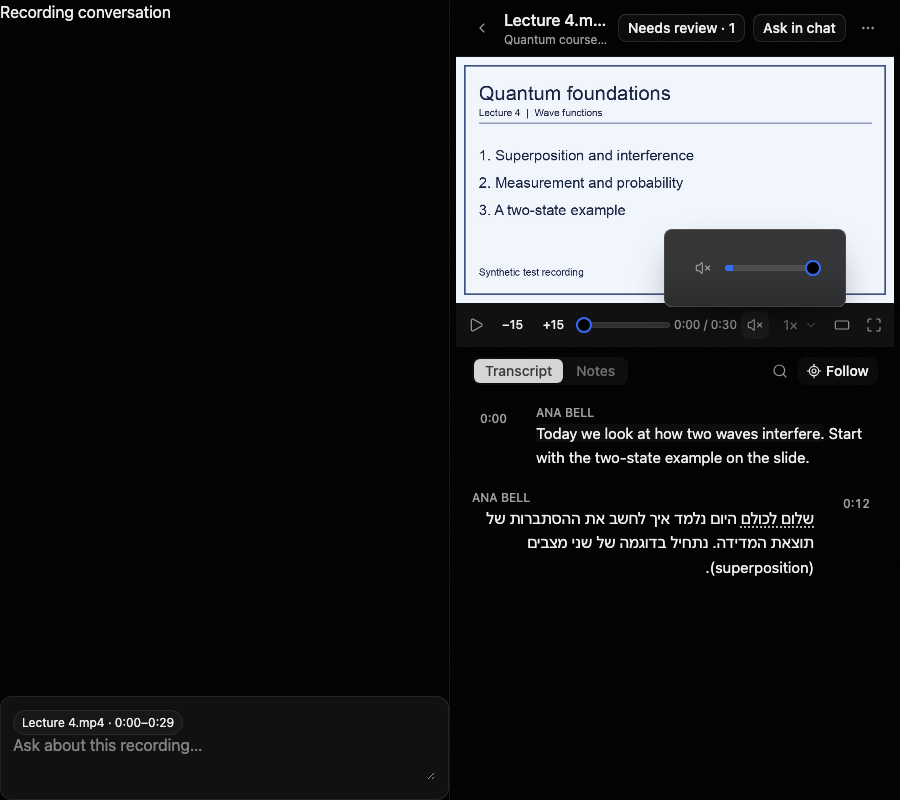 Recording conversation
Lecture 4.mp4 · 0:00–0:29
Ask about this recording...
Lecture 4.m...
Quantum course...
Needs review · 1
Ask in chat
Quantum foundations
Lecture 4 | Wave functions
1. Superposition and interference
2. Measurement and probability
3. A two-state example
Synthetic test recording
−15
+15
0:00 / 0:30
1x
Transcript
Notes
Follow
0:00
ANA BELL
Today we look at how two waves interfere. Start
with the two-state example on the slide.
ANA BELL
0:12
שלום לכולם היום נלמד איך לחשב את ההסתברות של
תוצאת המדידה. נתחיל בדוגמה של שני מצבים
(superposition).